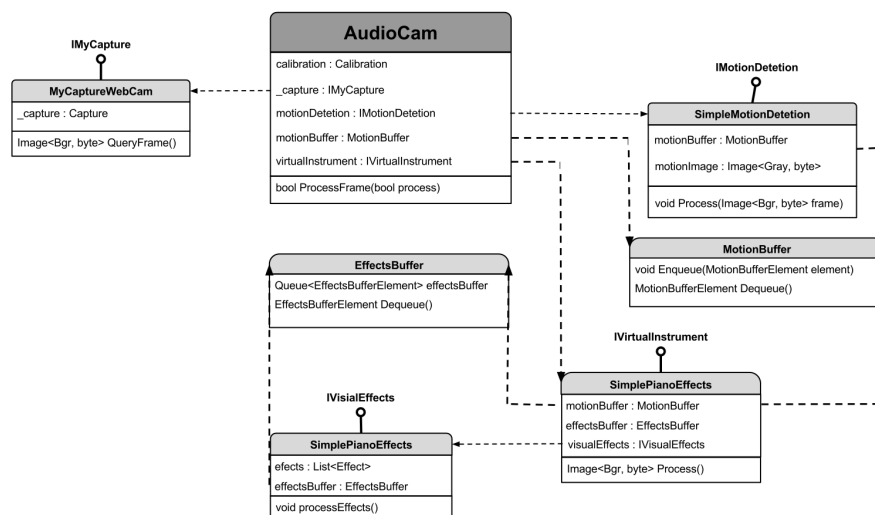 AudioCam
calibration : Calibration
_capture : IMyCapture
motionDetetion : IMotionDetetion
motionBuffer : MotionBuffer
virtualInstrument : IVirtualInstrument
bool ProcessFrame(bool process)
IMyCapture
MyCaptureWebCam
_capture : Capture
Image<Bgr, byte> QueryFrame()
IMotionDetetion
SimpleMotionDetetion
motionBuffer : MotionBuffer
motionImage : Image<Gray, byte>
void Process(Image<Bgr, byte> frame)
MotionBuffer
void Enqueue(MotionBufferElement element)
MotionBufferElement Dequeue()
EffectsBuffer
Queue<EffectsBufferElement> effectsBuffer
EffectsBufferElement Dequeue()
IVirtualInstrument
SimplePianoEffects
motionBuffer : MotionBuffer
effectsBuffer : EffectsBuffer
visualEffects : IVisualEffects
Image<Bgr, byte> Process()
IVisialEffects
SimplePianoEffects
efects : List<Effect>
effectsBuffer : EffectsBuffer
void processEffects()